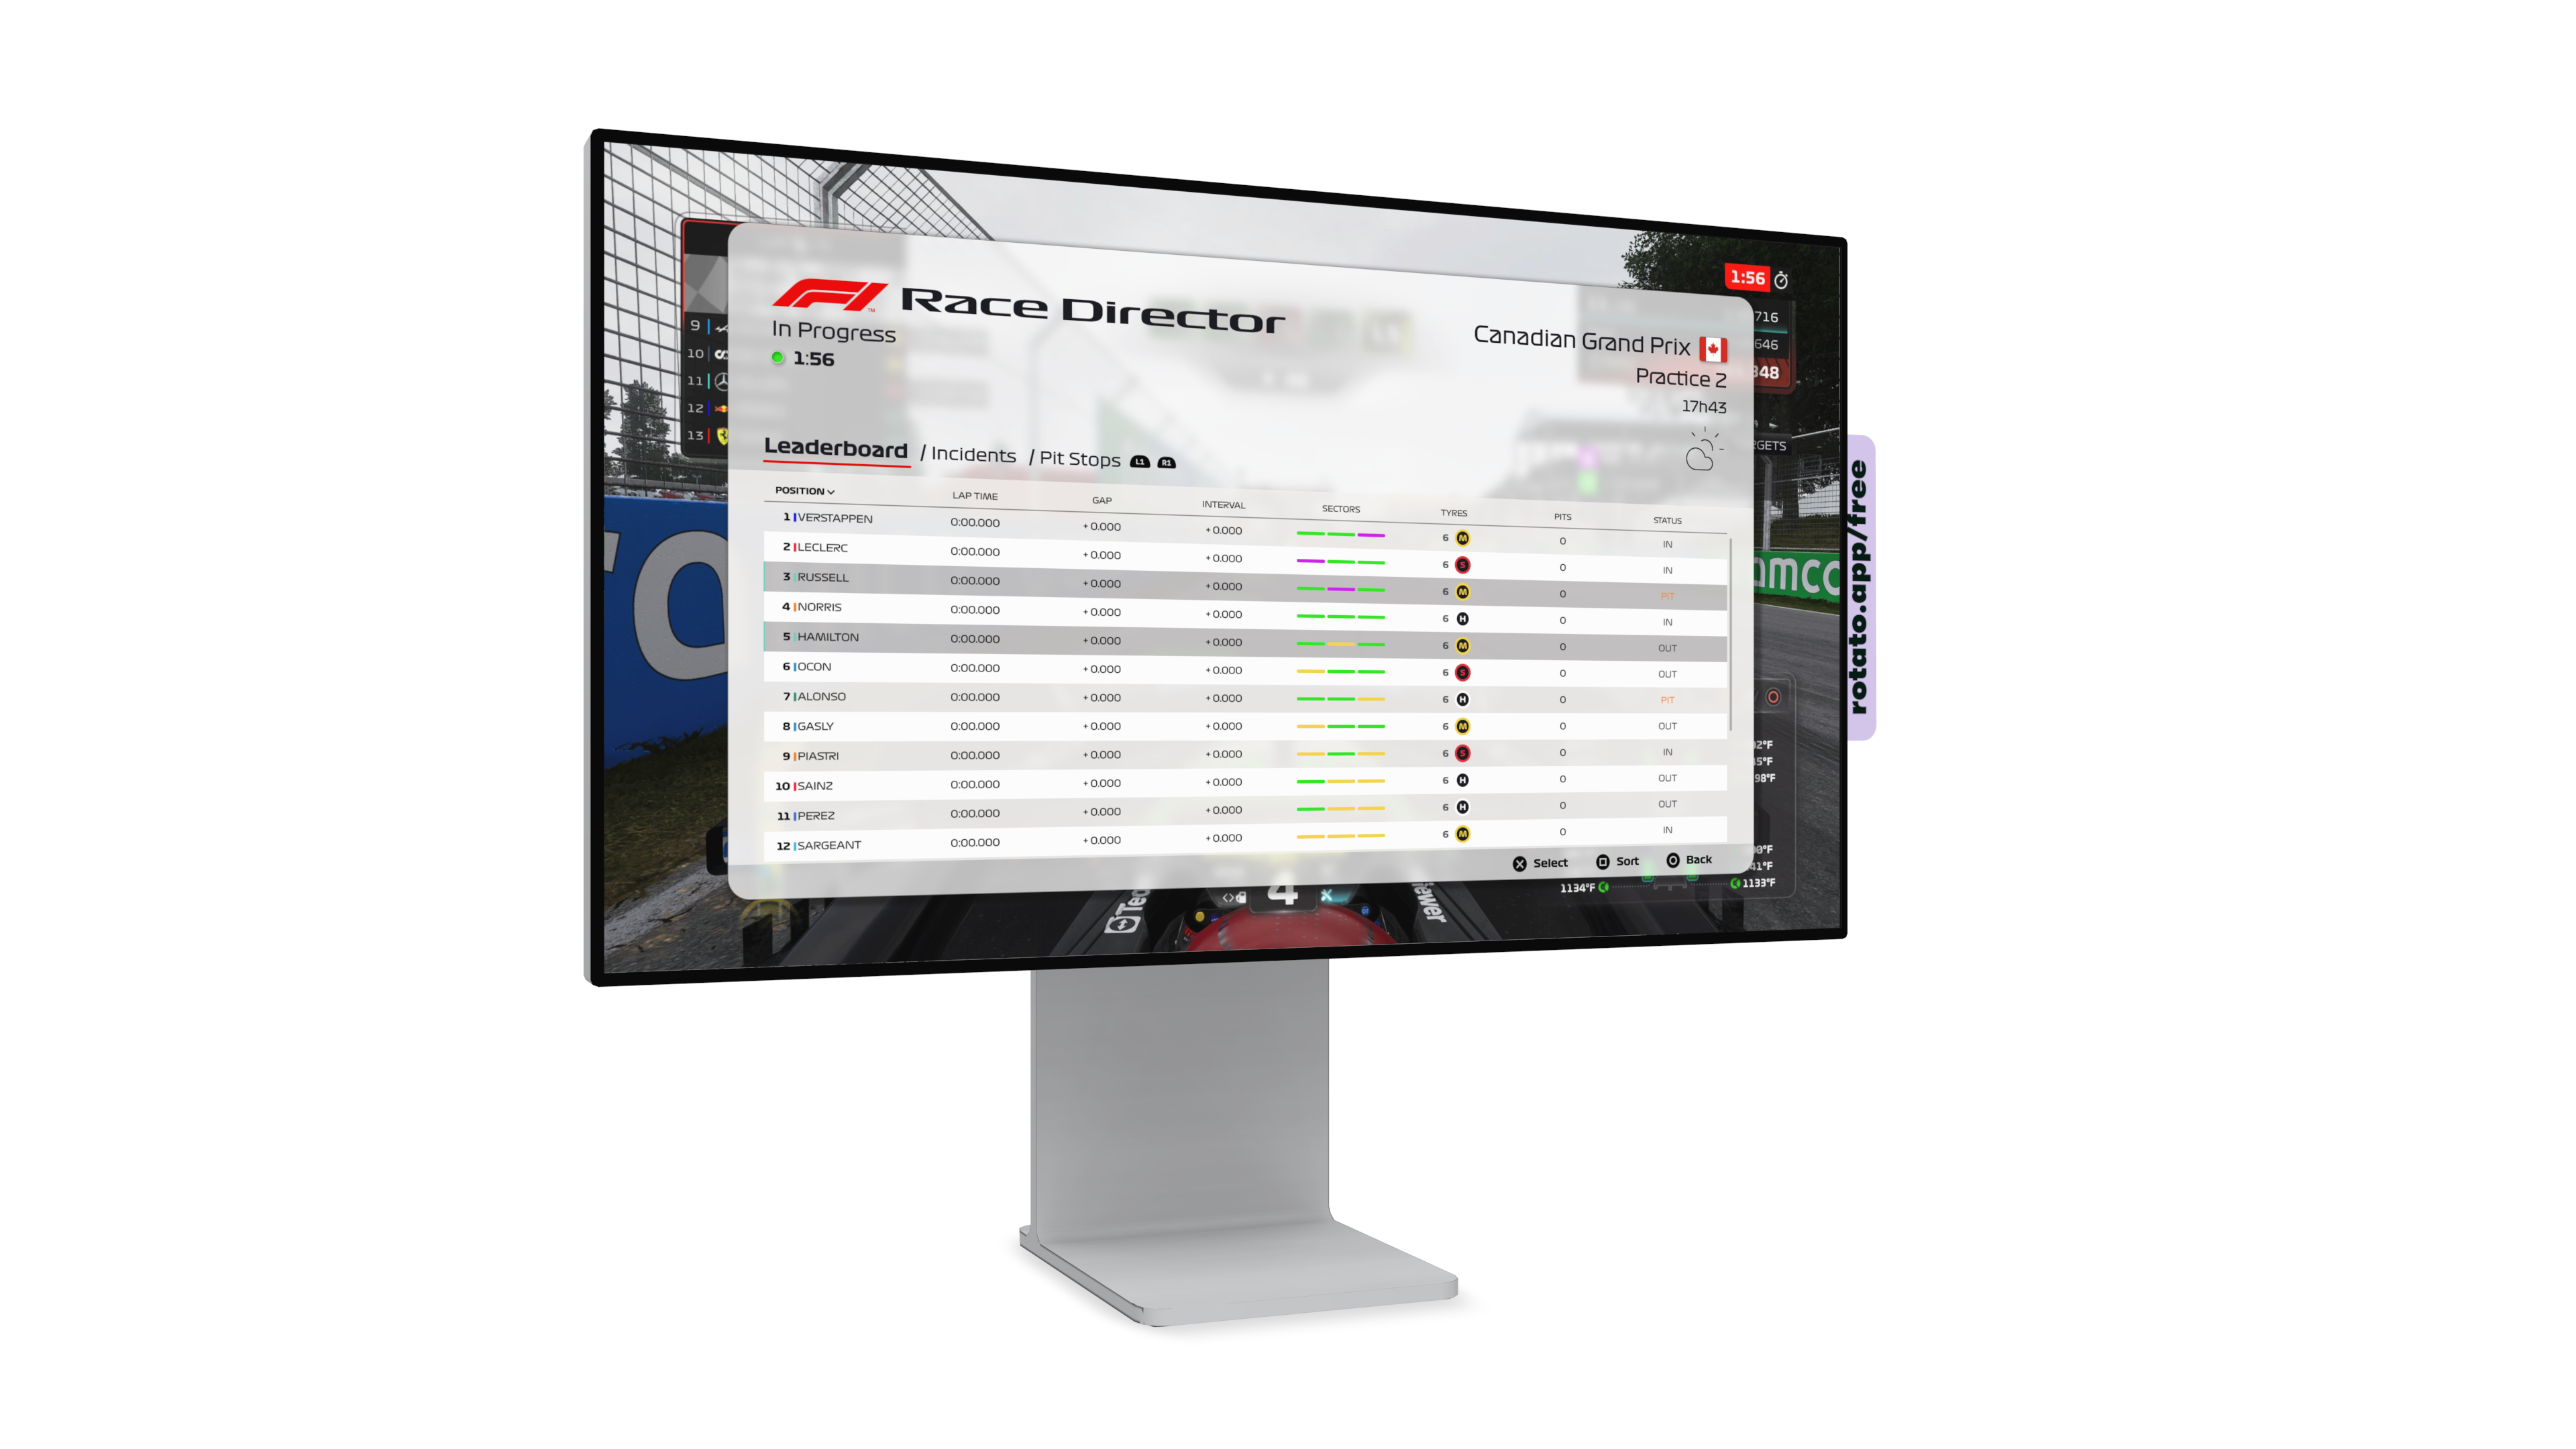 F1 Race Director
In Progress
1:56
Canadian Grand Prix
Practice 2
17h43
1:56
716
646
348
9
10
11
12
13
Leaderboard / Incidents / Pit Stops L1 R1
POSITION LAP TIME GAP INTERVAL SECTORS TYRES PITS STATUS
1 VERSTAPPEN 0:00.000 +0.000 +0.000 6 M 0 IN
2 LECLERC 0:00.000 +0.000 +0.000 6 S 0 IN
3 RUSSELL 0:00.000 +0.000 +0.000 6 M 0 PIT
4 NORRIS 0:00.000 +0.000 +0.000 6 H 0 IN
5 HAMILTON 0:00.000 +0.000 +0.000 6 M 0 OUT
6 OCON 0:00.000 +0.000 +0.000 6 S 0 OUT
7 ALONSO 0:00.000 +0.000 +0.000 6 H 0 PIT
8 GASLY 0:00.000 +0.000 +0.000 6 M 0 OUT
9 PIASTRI 0:00.000 +0.000 +0.000 6 S 0 IN
10 SAINZ 0:00.000 +0.000 +0.000 6 H 0 OUT
11 PEREZ 0:00.000 +0.000 +0.000 6 H 0 OUT
12 SARGEANT 0:00.000 +0.000 +0.000 6 M 0 IN
Select Sort Back
98°F
1134°F 1133°F
4
rotato.app/free